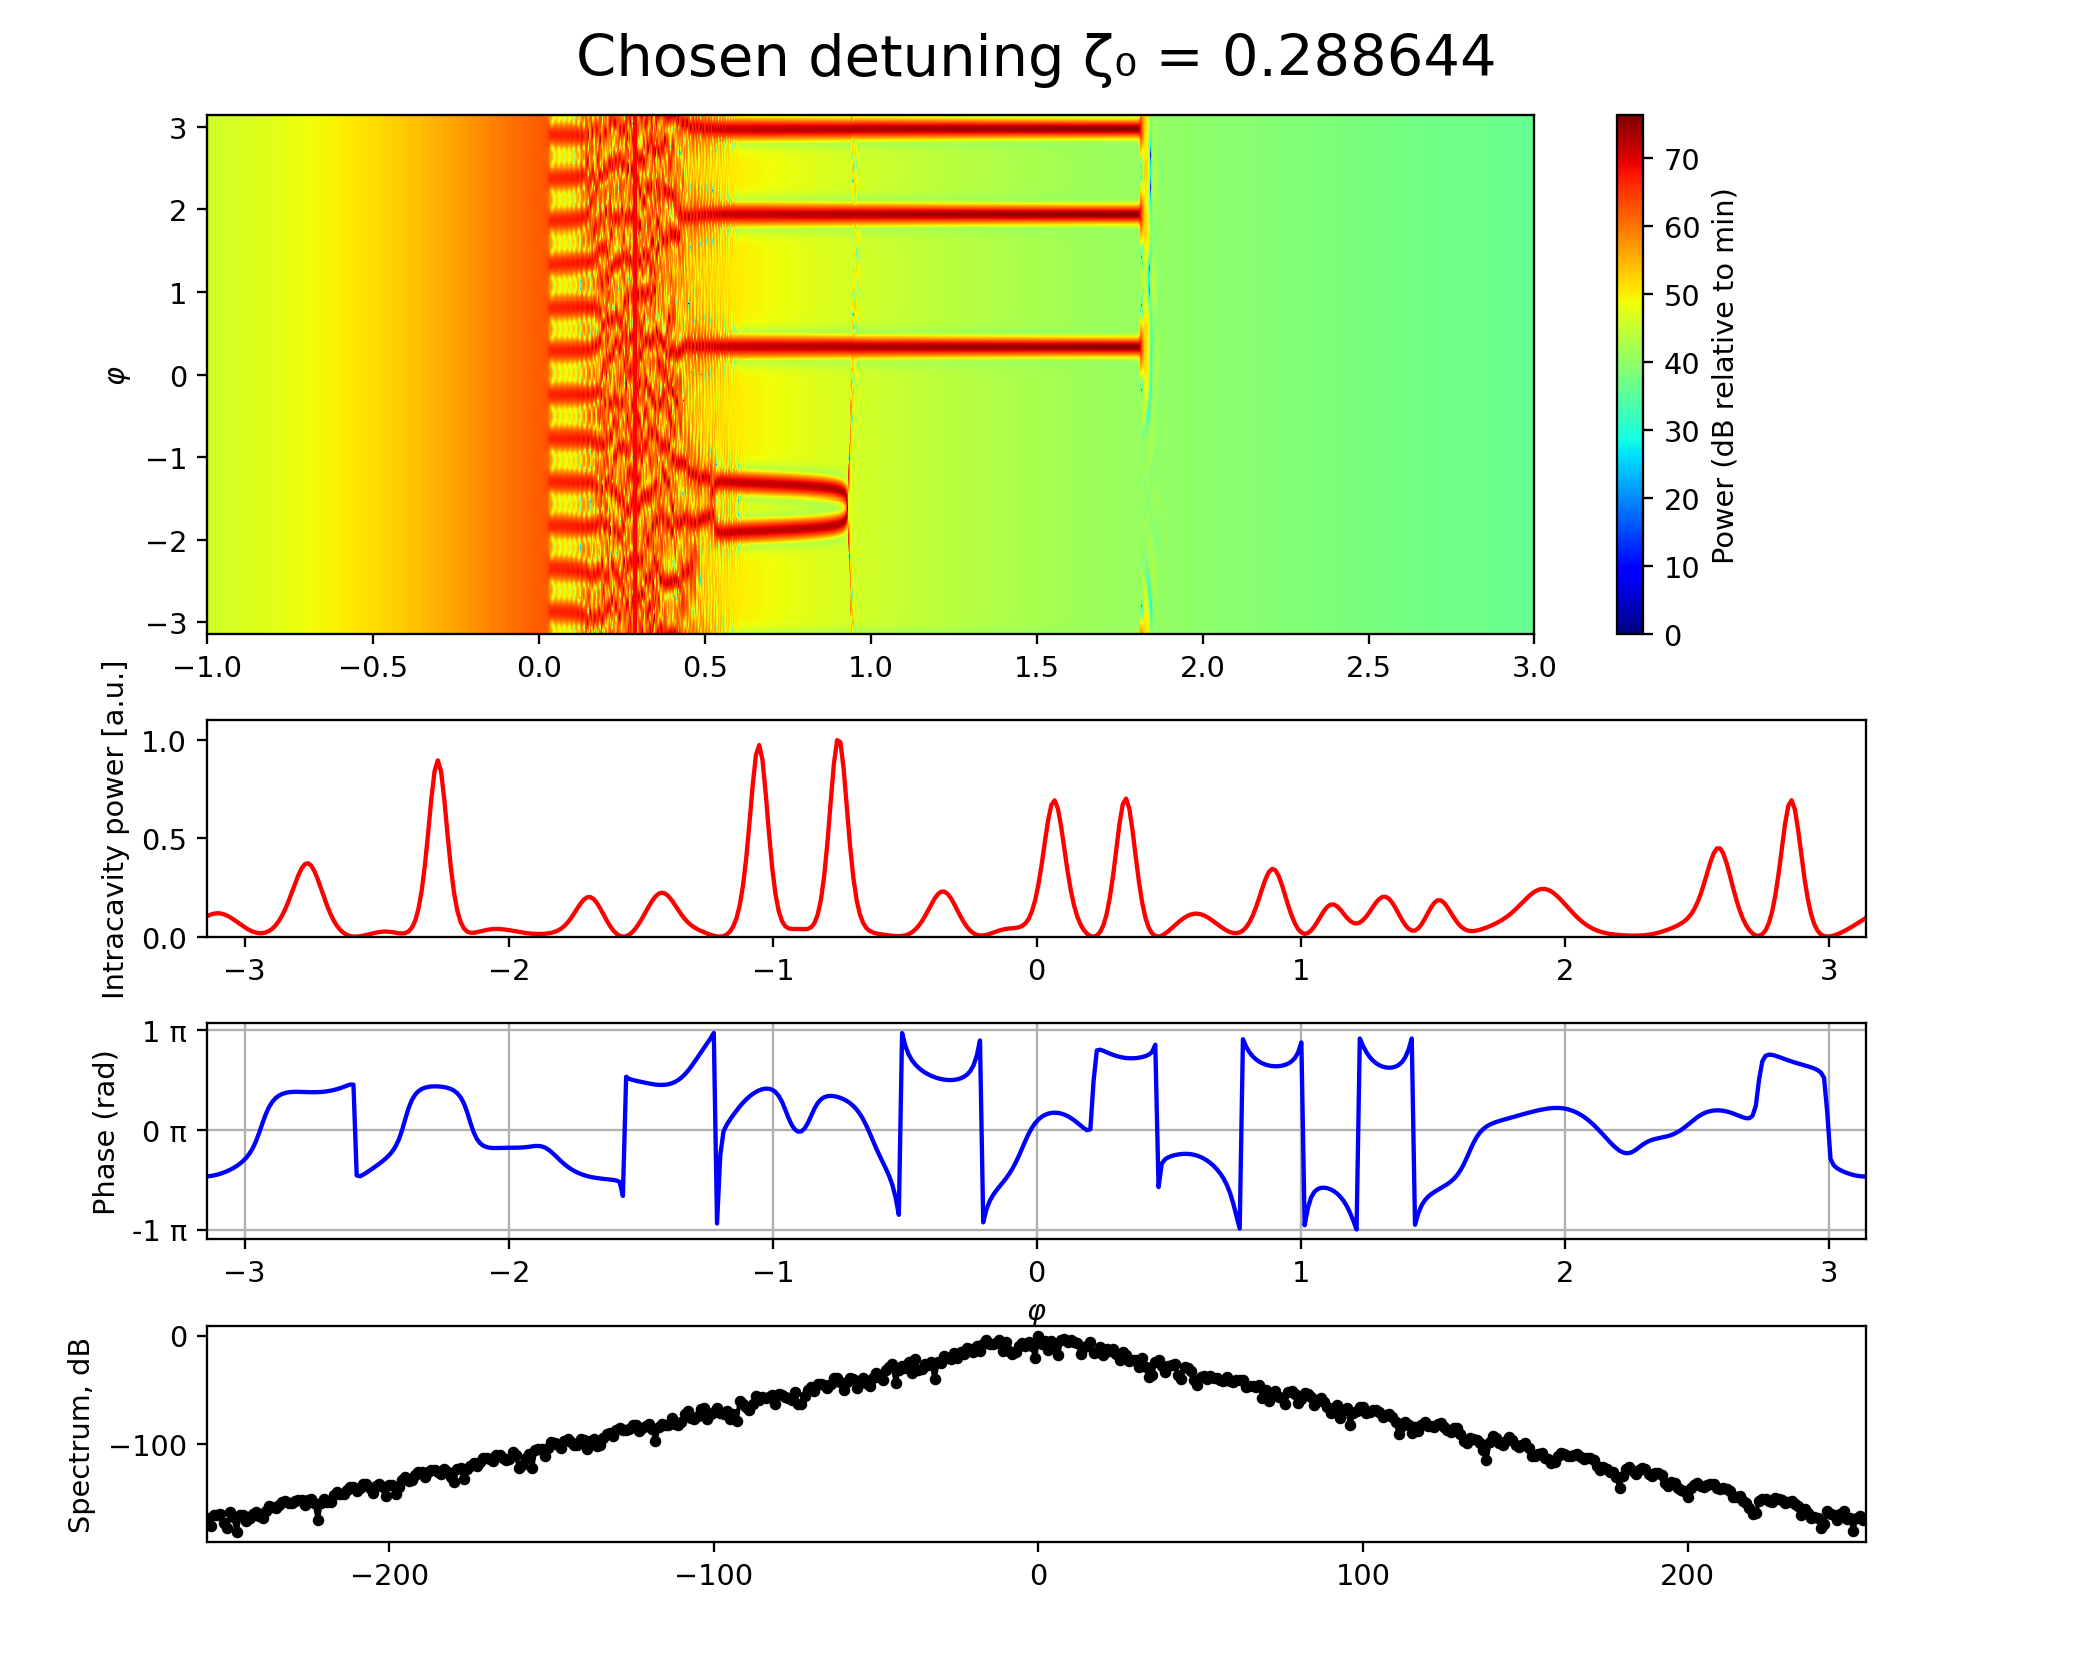 Chosen detuning ζ₀ = 0.288644
φ
3
2
1
0
−1
−2
−3
−1.0 −0.5 0.0 0.5 1.0 1.5 2.0 2.5 3.0
70
60
50
40
30
20
10
0
Power (dB relative to min)
Intracavity power [a.u.]
1.0
0.5
0.0
−3 −2 −1 0 1 2 3
Phase (rad)
1 π
0 π
-1 π
−3 −2 −1 0 1 2 3
φ
Spectrum, dB
0
−100
−200 −100 0 100 200